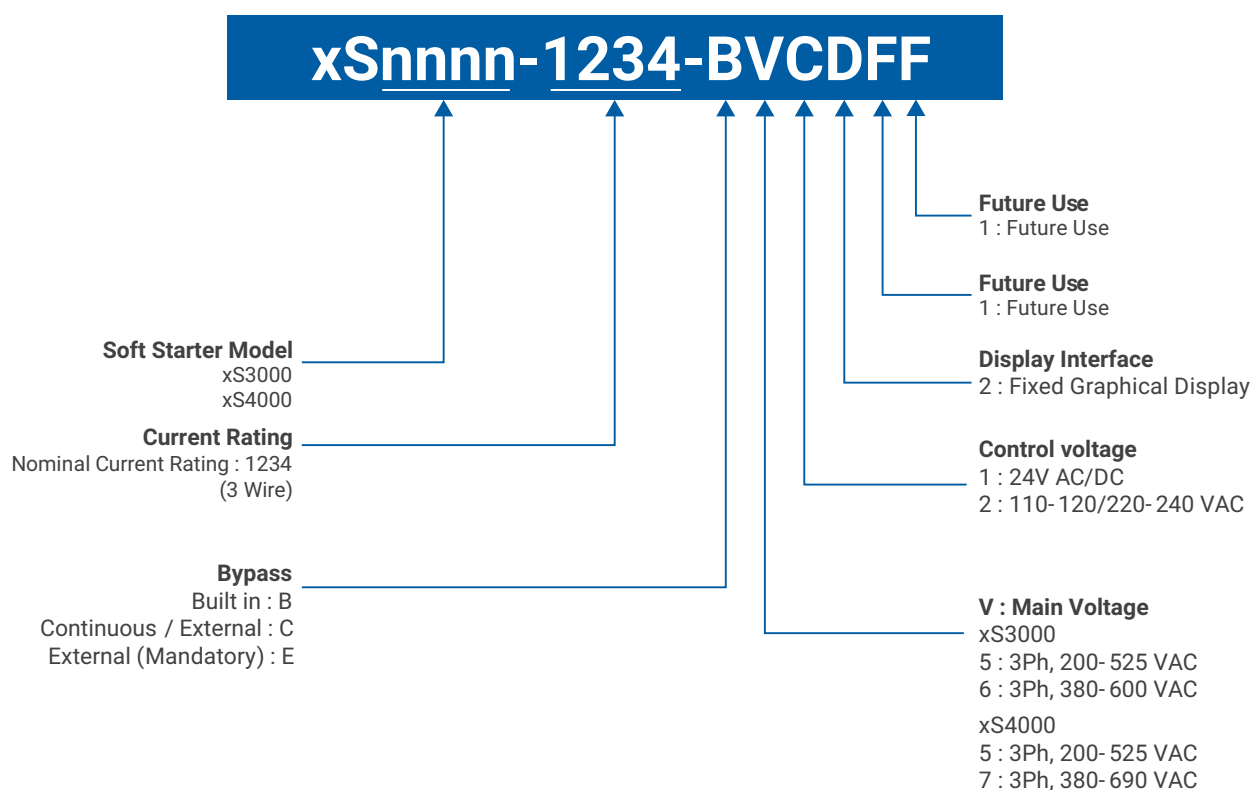 xSnnnn-1234-BVCDFF
Future Use
1 : Future Use
Future Use
1 : Future Use
Soft Starter Model
xS3000
xS4000
Display Interface
2 : Fixed Graphical Display
Current Rating
Nominal Current Rating : 1234
(3 Wire)
Control voltage
1 : 24V AC/DC
2 : 110-120/220-240 VAC
Bypass
Built in : B
Continuous / External : C
External (Mandatory) : E
V : Main Voltage
xS3000
5 : 3Ph, 200-525 VAC
6 : 3Ph, 380-600 VAC
xS4000
5 : 3Ph, 200-525 VAC
7 : 3Ph, 380-690 VAC